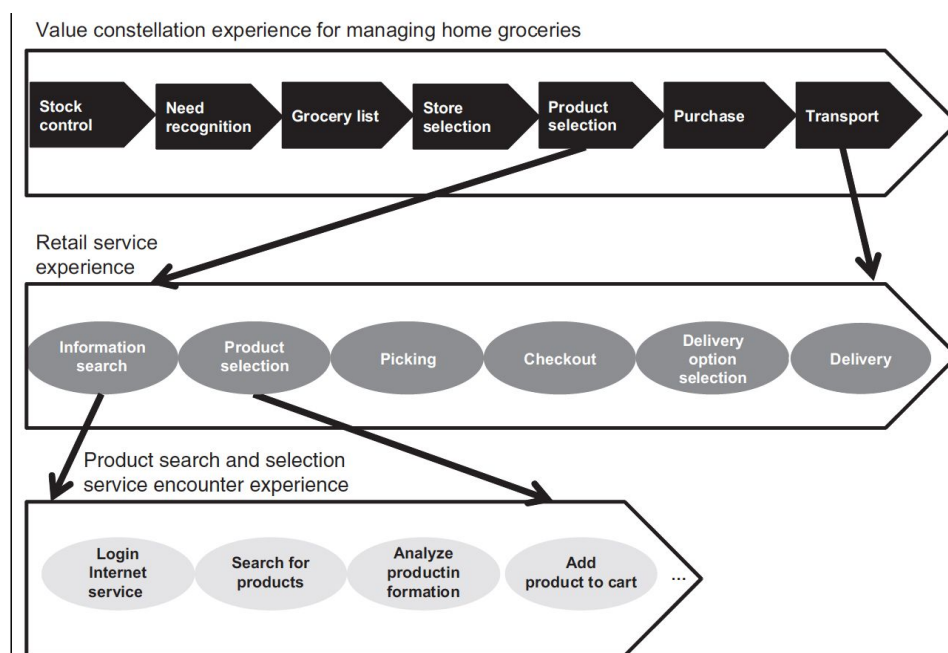 Value constellation experience for managing home groceries
Stock
control
Need
recognition
Grocery list
Store
selection
Product
selection
Purchase
Transport
Retail service
experience
Information
search
Product
selection
Picking
Checkout
Delivery
option
selection
Delivery
Product search and selection
service encounter experience
Login
Internet
service
Search for
products
Analyze
productin
formation
Add
product to cart
...